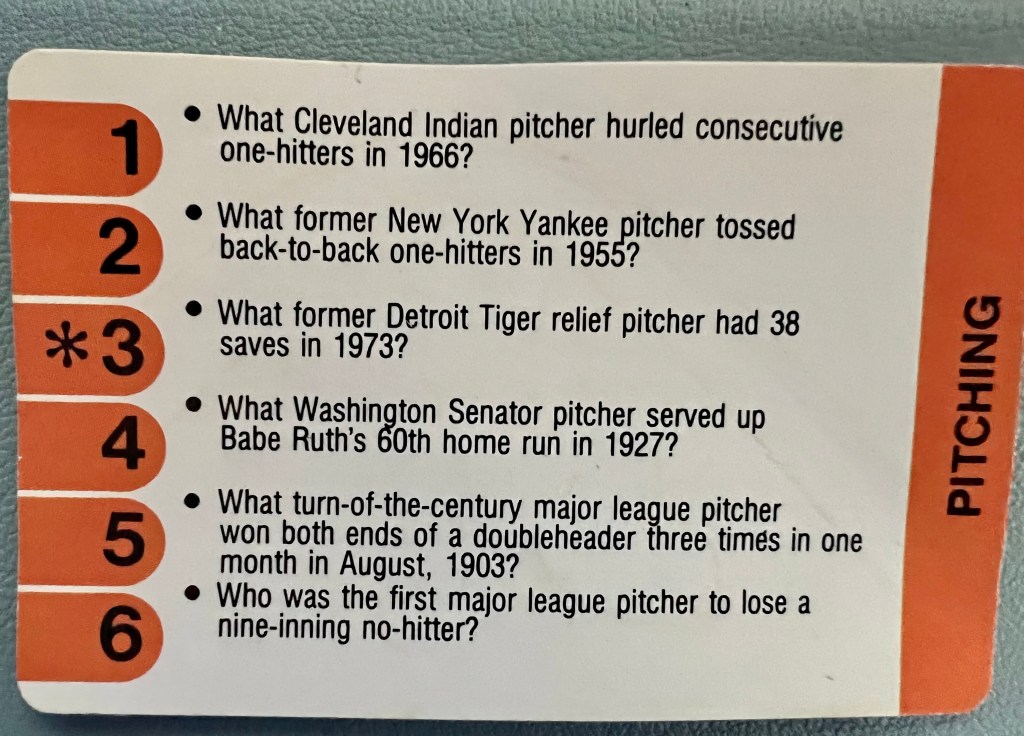 1 • What Cleveland Indian pitcher hurled consecutive
one-hitters in 1966?
2 • What former New York Yankee pitcher tossed
back-to-back one-hitters in 1955?
*3 • What former Detroit Tiger relief pitcher had 38
saves in 1973?
4 • What Washington Senator pitcher served up
Babe Ruth's 60th home run in 1927?
5 • What turn-of-the-century major league pitcher
won both ends of a doubleheader three times in one
month in August, 1903?
6 • Who was the first major league pitcher to lose a
nine-inning no-hitter?
PITCHING